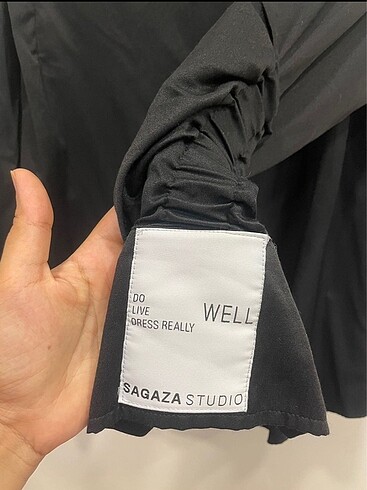 DO
LIVE
DRESS REALLY
WELL
SAGAZA STUDIO